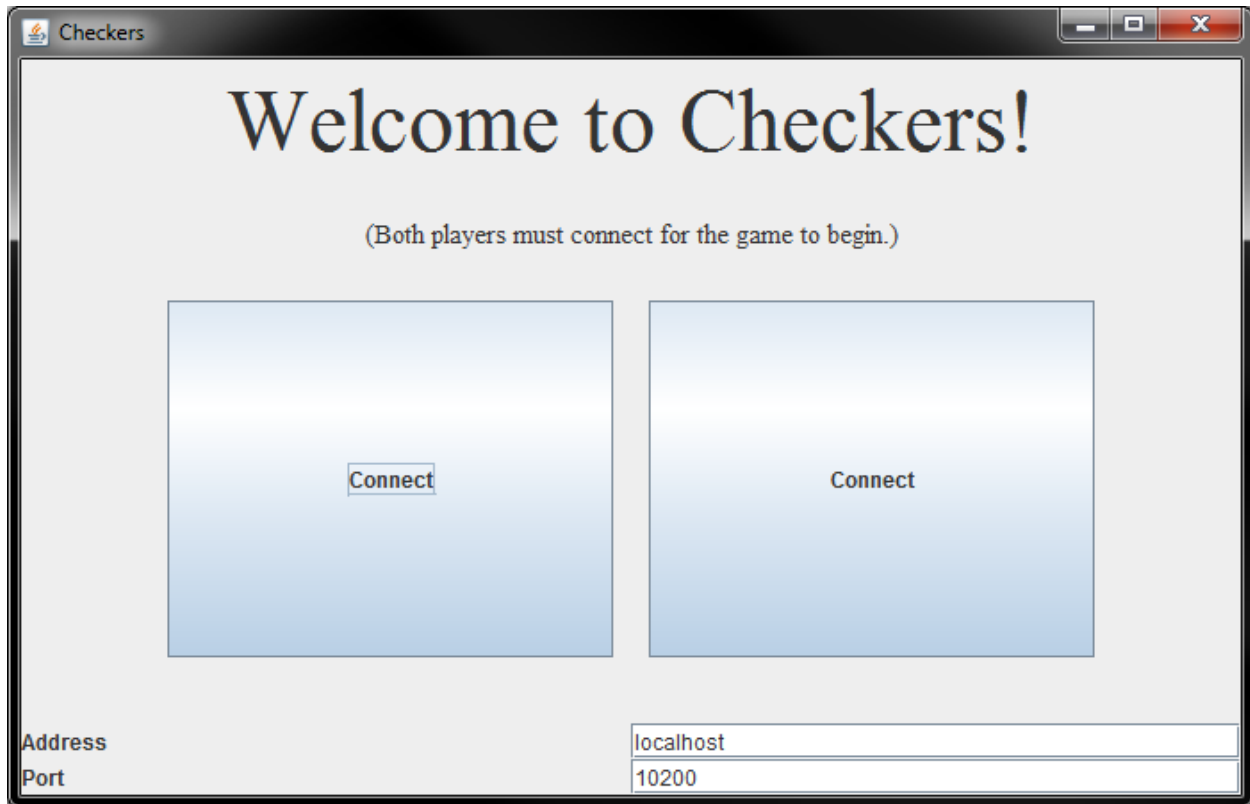 Checkers
Welcome to Checkers!
(Both players must connect for the game to begin.)
Connect Connect
Address localhost
Port 10200